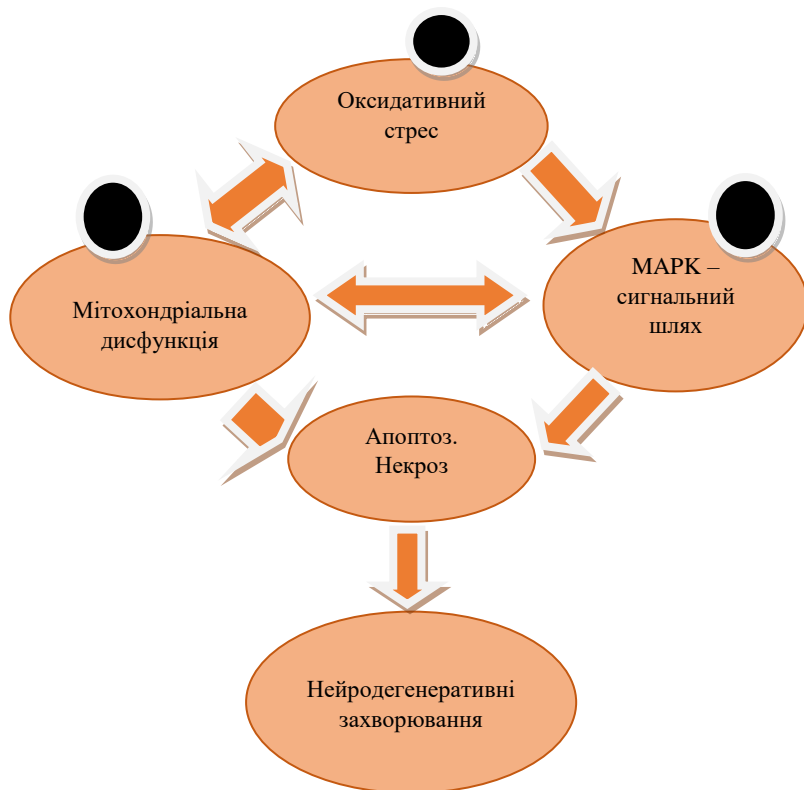 Оксидативний
стрес
МАРК –
сигнальний
шлях
Мітохондріальна
дисфункція
Апоптоз.
Некроз
Нейродегенеративні
захворювання